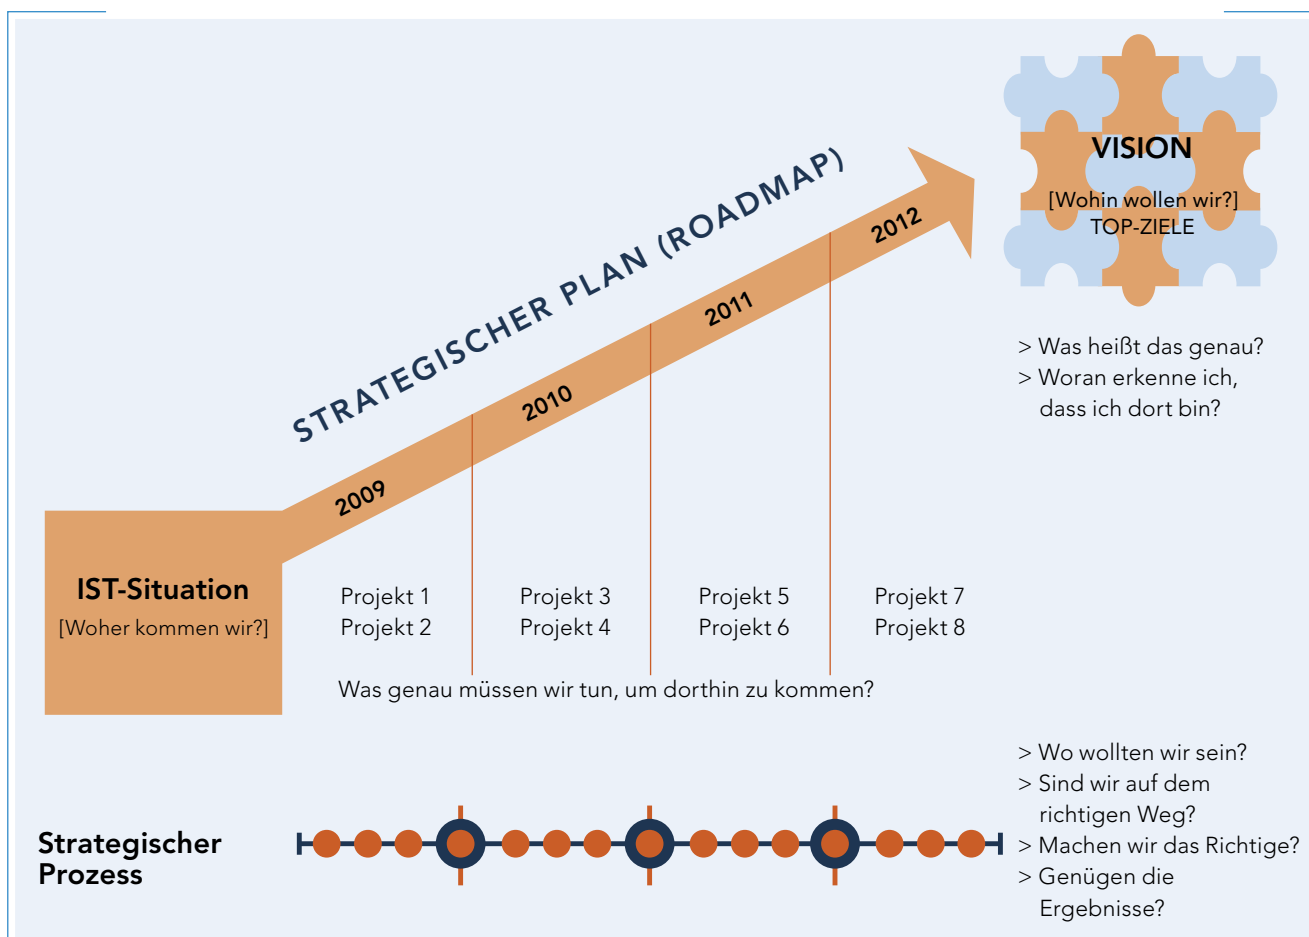 VISION
[Wohin wollen wir?]
TOP-ZIELE
STRATEGISCHER PLAN (ROADMAP)
2009
2010
2011
2012
> Was heißt das genau?
> Woran erkenne ich,
dass ich dort bin?
IST-Situation
[Woher kommen wir?]
Projekt 1
Projekt 2
Projekt 3
Projekt 4
Projekt 5
Projekt 6
Projekt 7
Projekt 8
Was genau müssen wir tun, um dorthin zu kommen?
Strategischer
Prozess
> Wo wollten wir sein?
> Sind wir auf dem
richtigen Weg?
> Machen wir das Richtige?
> Genügen die
Ergebnisse?